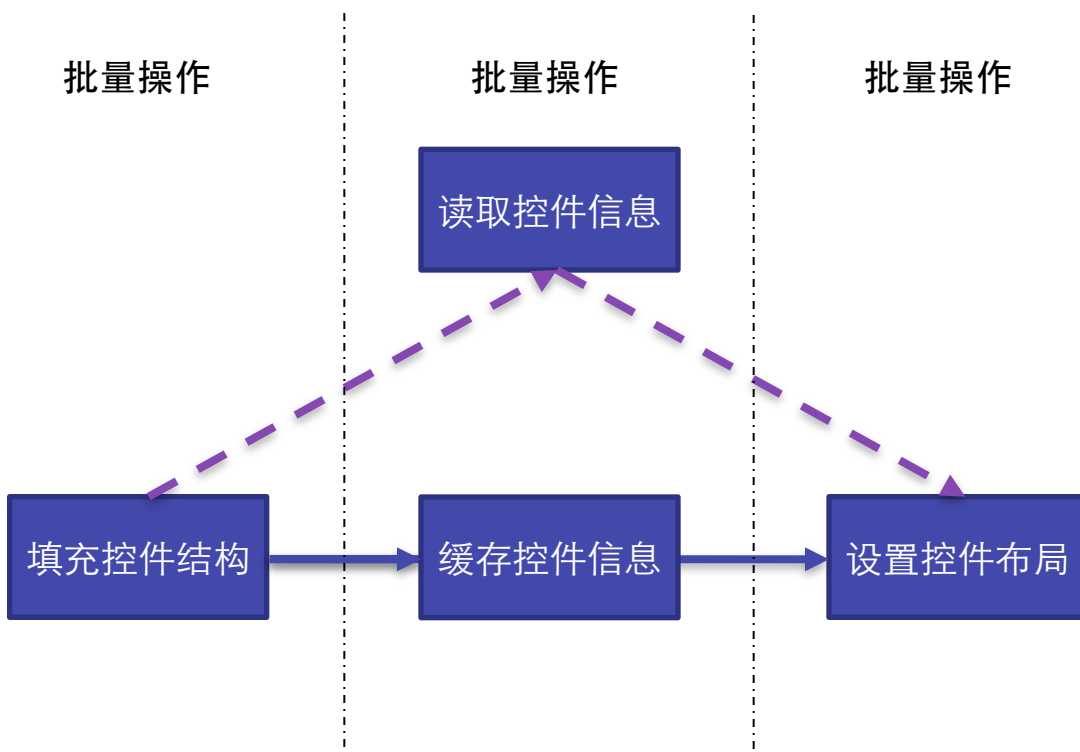 批量操作
批量操作
批量操作
读取控件信息
填充控件结构
缓存控件信息
设置控件布局